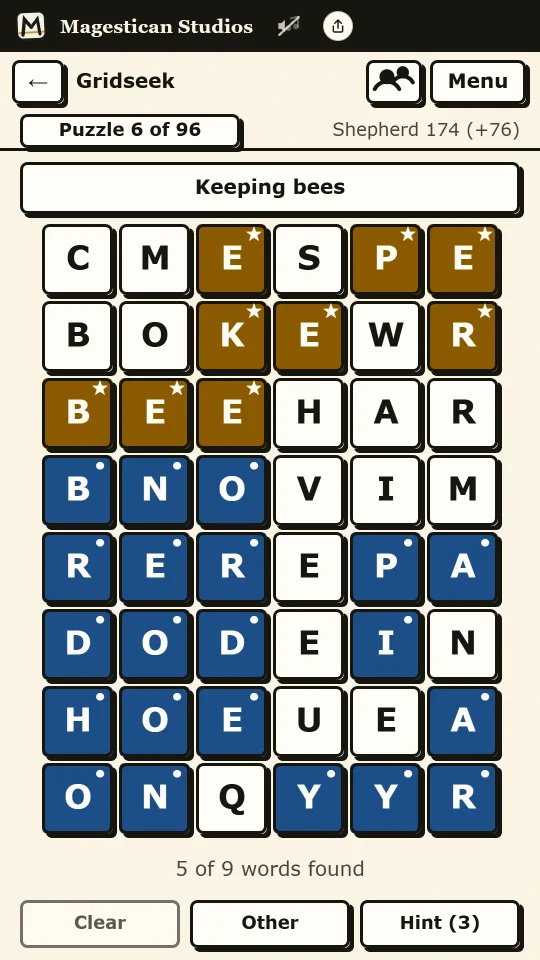 Magestican Studios
← Gridseek
Menu
Puzzle 6 of 96
Shepherd 174 (+76)
Keeping bees
C M E S P E
B O K E W R
B E E H A R
B N O V I M
R E R E P A
D O D E I N
H O E U E A
O N Q Y Y R
5 of 9 words found
Clear
Other
Hint (3)